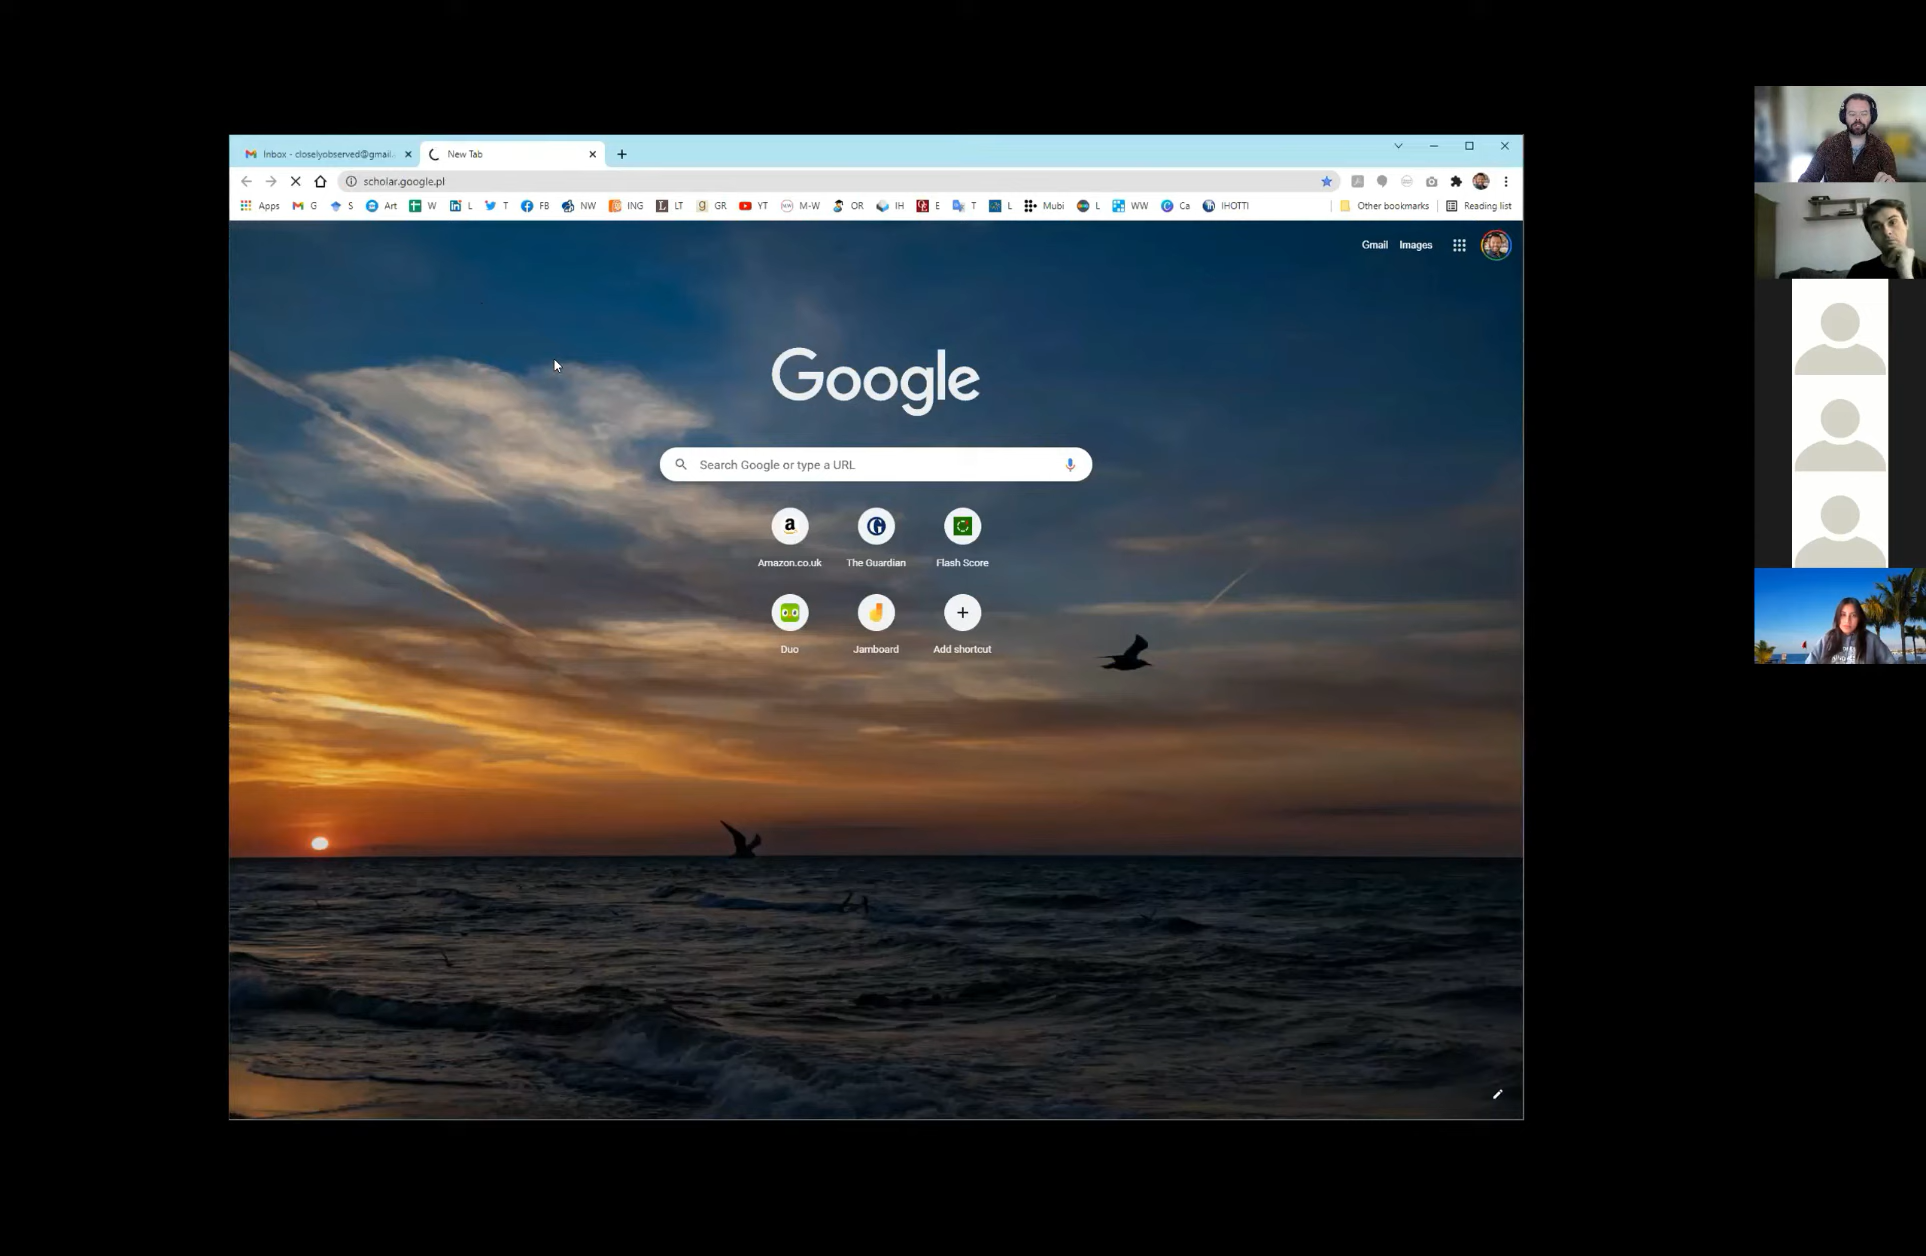 Inbox - closelyobserved@gmail.
New Tab
scholar.google.pl
Apps G S Art W L T FB NW ING LT GR YT M-W OR IH E T L Mubi L WW Ca IHOTTI Other bookmarks Reading list
Gmail Images
Google
Search Google or type a URL
Amazon.co.uk The Guardian Flash Score
Duo Jamboard Add shortcut